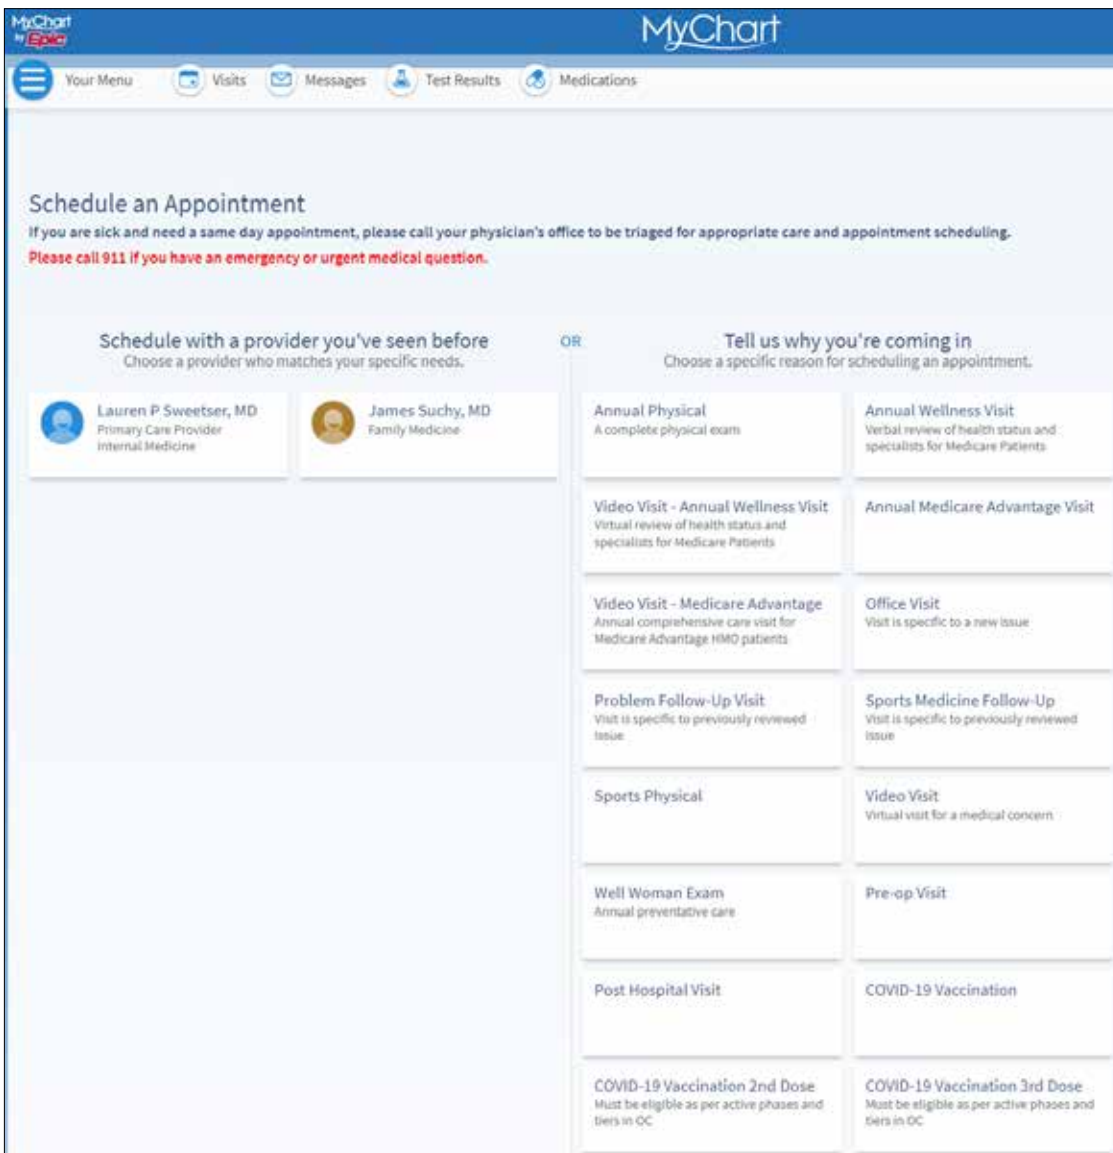 MyChart
by Epic
MyChart
Your Menu
Visits
Messages
Test Results
Medications
Schedule an Appointment
If you are sick and need a same day appointment, please call your physician's office to be triaged for appropriate care and appointment scheduling.
Please call 911 if you have an emergency or urgent medical question.
Schedule with a provider you've seen before
Choose a provider who matches your specific needs.
Lauren P Sweetser, MD
Primary Care Provider
Internal Medicine
James Suchy, MD
Family Medicine
OR
Tell us why you're coming in
Choose a specific reason for scheduling an appointment.
Annual Physical
A complete physical exam
Annual Wellness Visit
Verbal review of health status and
specialists for Medicare Patients
Video Visit - Annual Wellness Visit
Virtual review of health status and
specialists for Medicare Patients
Annual Medicare Advantage Visit
Video Visit - Medicare Advantage
Annual comprehensive care visit for
Medicare Advantage HMO patients
Office Visit
Visit is specific to a new issue
Problem Follow-Up Visit
Visit is specific to previously reviewed
issue
Sports Medicine Follow-Up
Visit is specific to previously reviewed
issue
Sports Physical
Video Visit
Virtual visit for a medical concern
Well Woman Exam
Annual preventative care
Pre-op Visit
Post Hospital Visit
COVID-19 Vaccination
COVID-19 Vaccination 2nd Dose
Must be eligible as per active phases and
tiers in OC
COVID-19 Vaccination 3rd Dose
Must be eligible as per active phases and
tiers in OC